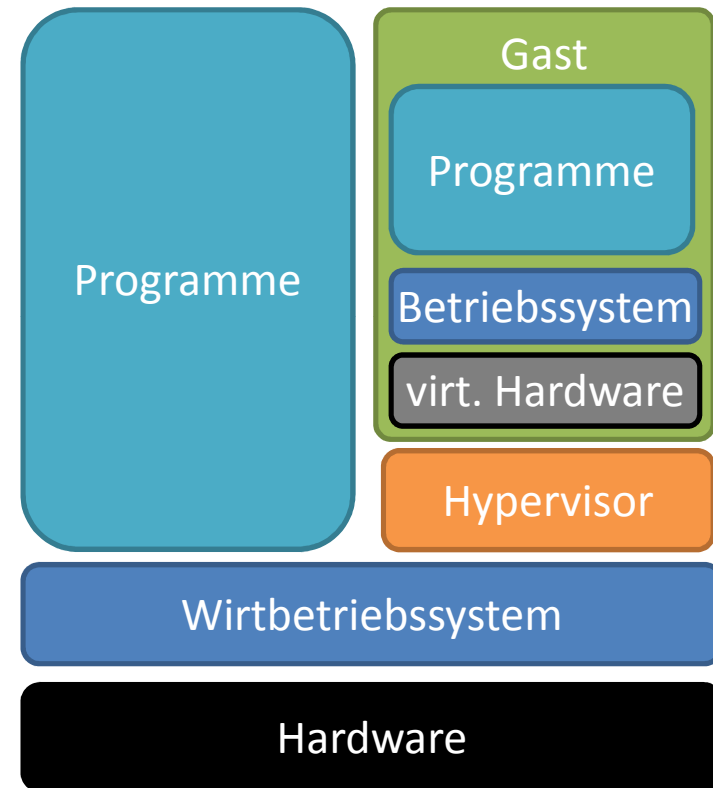 Programme
Gast
Programme
Betriebssystem
virt. Hardware
Hypervisor
Wirtbetriebssystem
Hardware